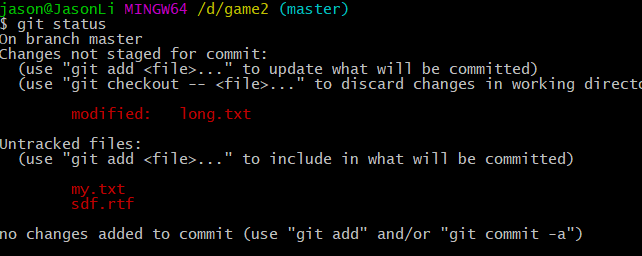 jason@JasonLi MINGW64 /d/game2 (master)
$ git status
On branch master
Changes not staged for commit:
(use "git add <file>..." to update what will be committed)
(use "git checkout -- <file>..." to discard changes in working directo
modified: long.txt
Untracked files:
(use "git add <file>..." to include in what will be committed)
my.txt
sdf.rtf
no changes added to commit (use "git add" and/or "git commit -a")